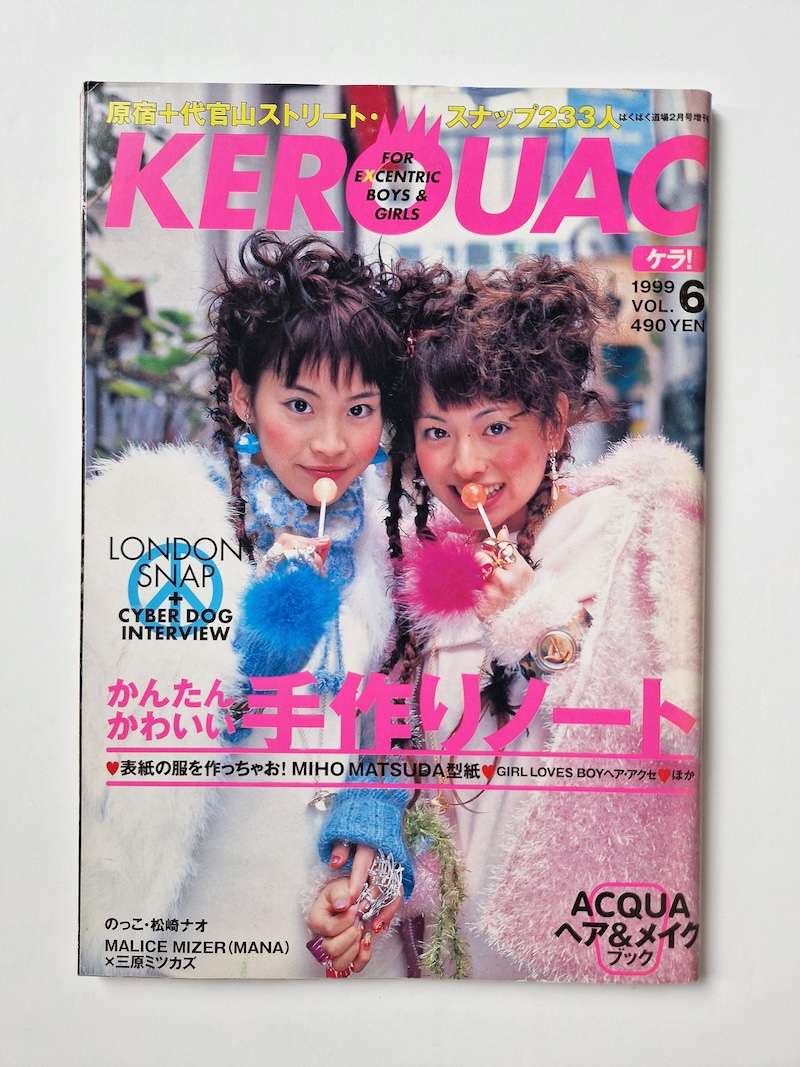 原宿+代官山ストリート・スナップ233人
ぱくぱく道場2月号増刊
KEROUAC
FOR
EXCENTRIC
BOYS &
GIRLS
ケラ!
1999
VOL. 6
490 YEN
LONDON
SNAP
+
CYBER DOG
INTERVIEW
かんたん
かわいい
手作りノート
♥表紙の服を作っちゃお! MIHO MATSUDA型紙♥GIRL LOVES BOYヘア・アクセ♥ほか
のっこ・松崎ナオ
MALICE MIZER(MANA)
×三原ミツカズ
ACQUA
ヘア&メイク
ブック